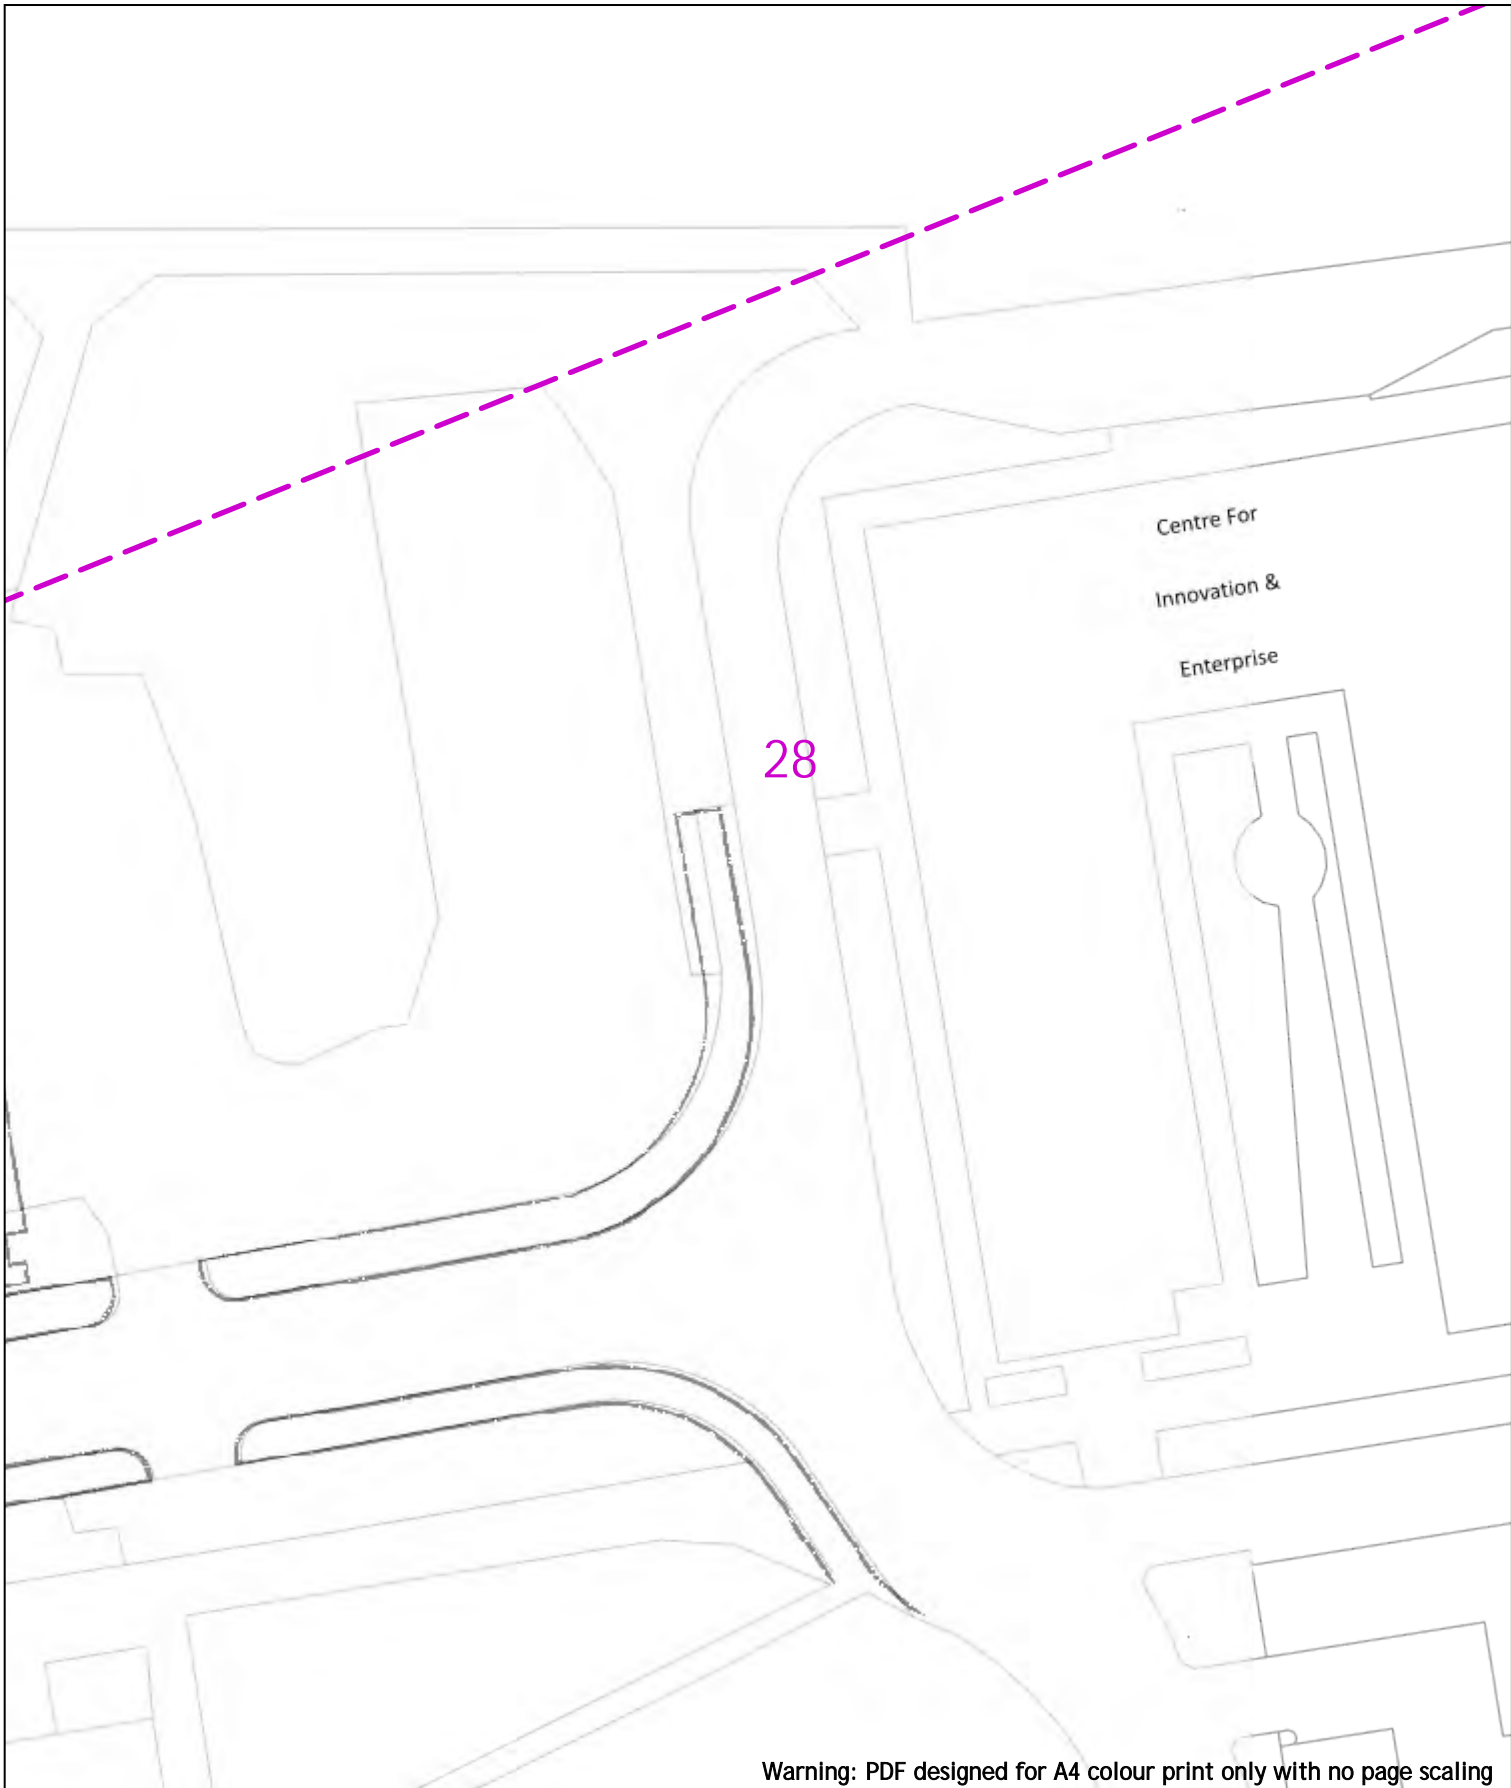 Centre For
Innovation &
Enterprise
28
Warning: PDF designed for A4 colour print only with no page scaling